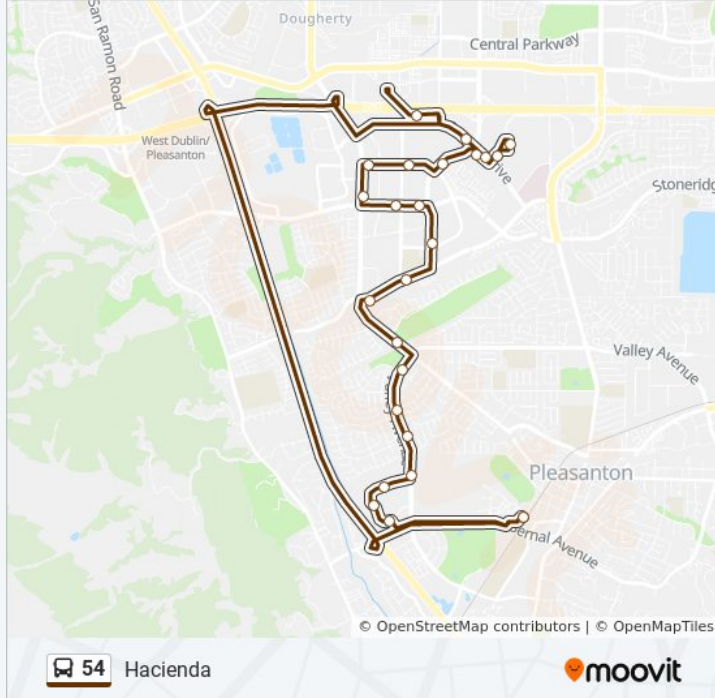 San Ramon Road
Dougherty
Central Parkway
West Dublin/
Pleasanton
rive
Stoneridg
Valley Avenue
Pleasanton
Bernal Avenue
© OpenStreetMap contributors | © OpenMapTiles
54 Hacienda
moovit